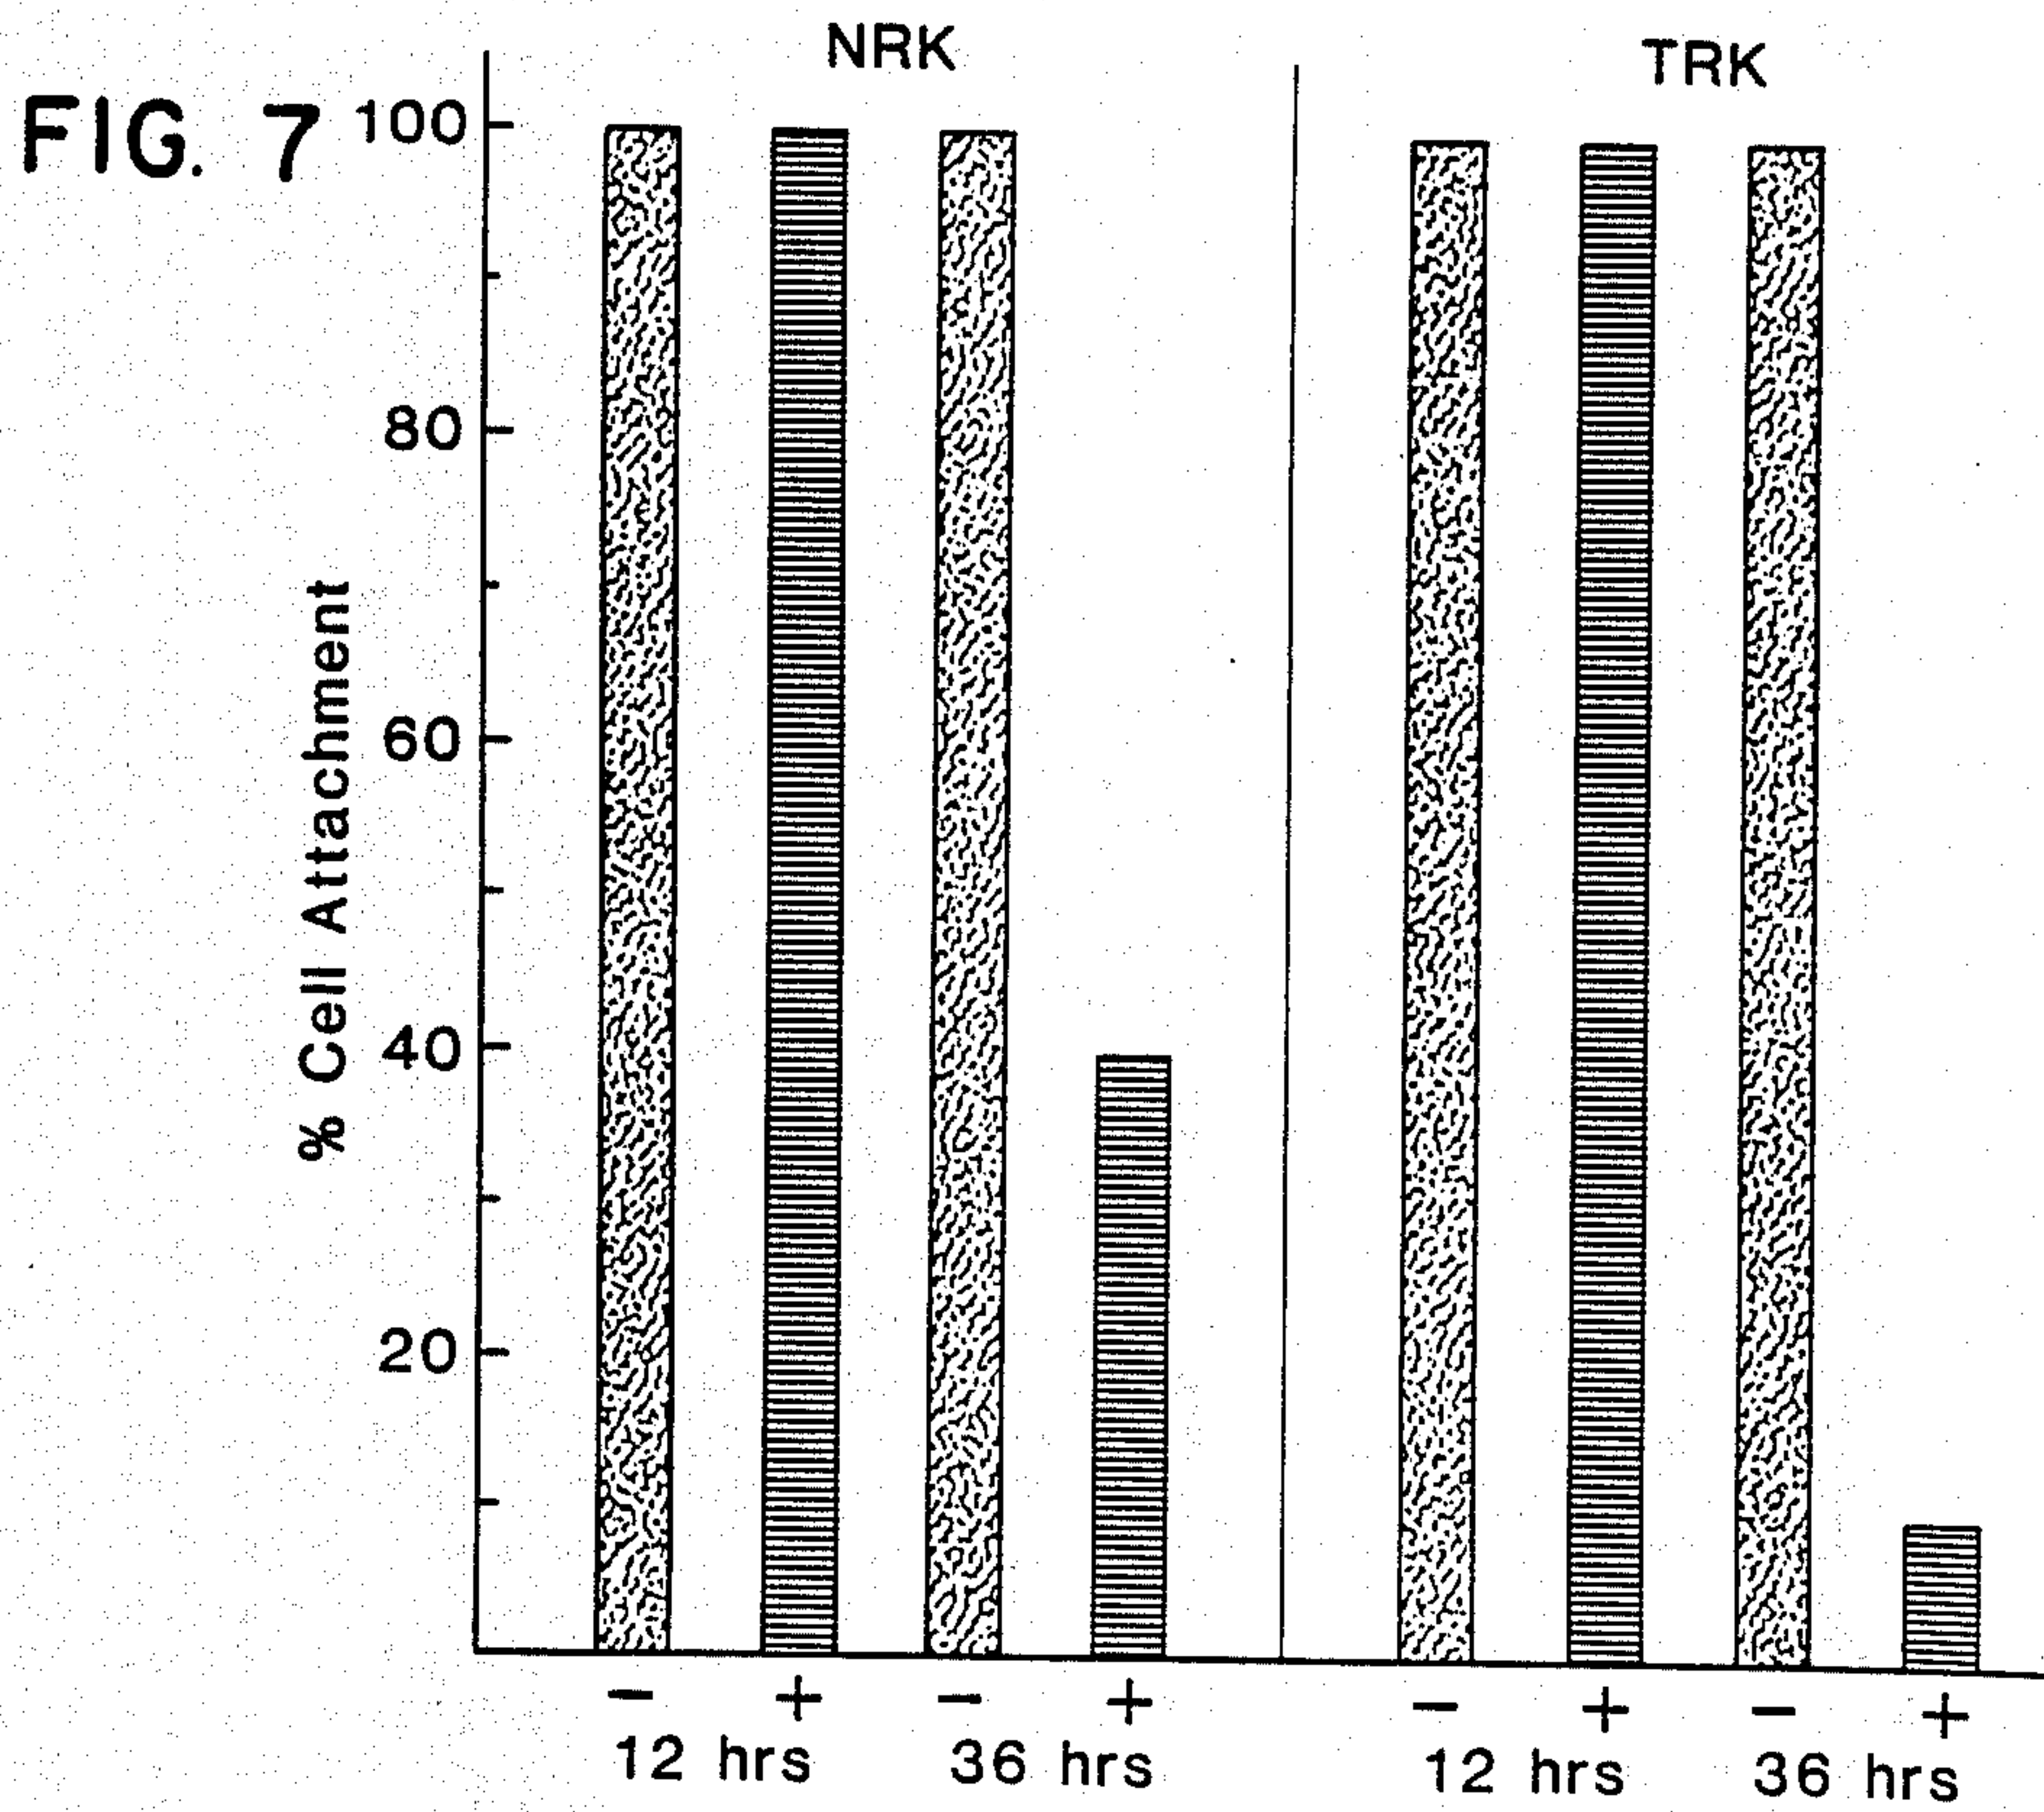 FIG. 7
NRK
TRK
100
80
60
40
20
% Cell Attachment
− + − + − + − +
12 hrs 36 hrs 12 hrs 36 hrs